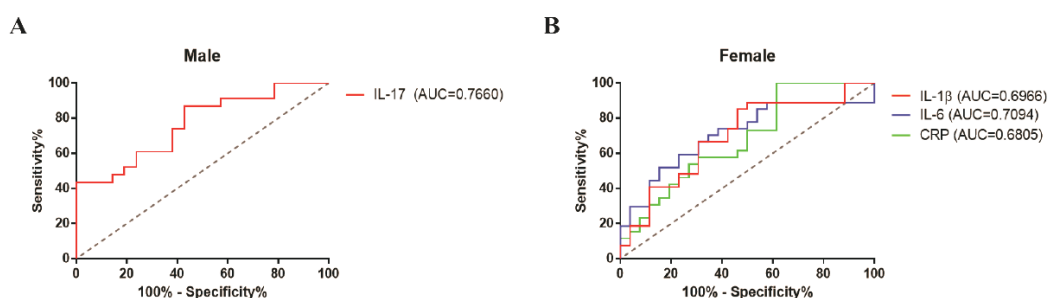 A
Male
Sensitivity%
100
80
60
40
20
0
0 20 40 60 80 100
100% - Specificity%
IL-17 (AUC=0.7660)
B
Female
Sensitivity%
100
80
60
40
20
0
0 20 40 60 80 100
100% - Specificity%
IL-1β (AUC=0.6966)
IL-6 (AUC=0.7094)
CRP (AUC=0.6805)